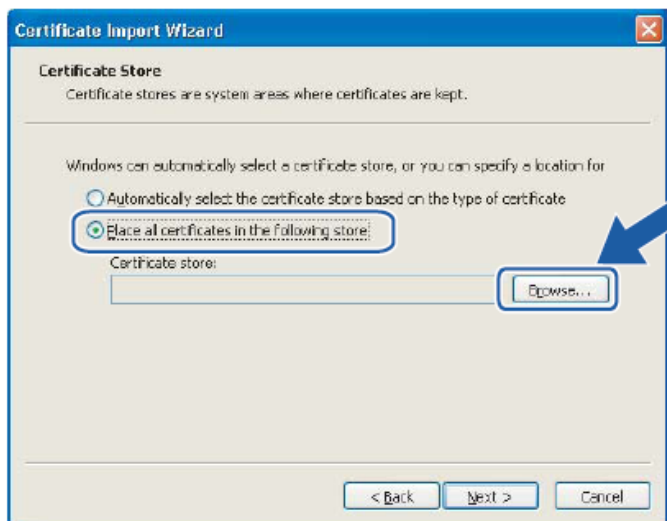 Certificate Import Wizard
Certificate Store
Certificate stores are system areas where certificates are kept.
Windows can automatically select a certificate store, or you can specify a location for
Automatically select the certificate store based on the type of certificate
Place all certificates in the following store
Certificate store:
Browse...
< Back Next > Cancel